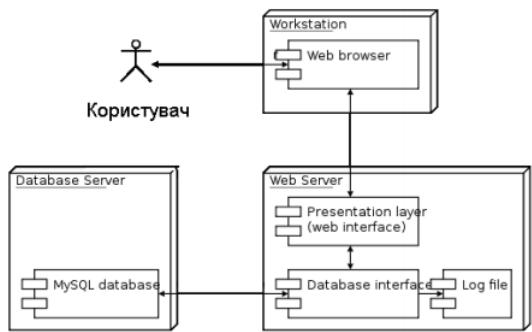 Workstation
Web browser
Користувач
Database Server
Web Server
Presentation layer
(web interface)
MySQL database
Database interface
Log file